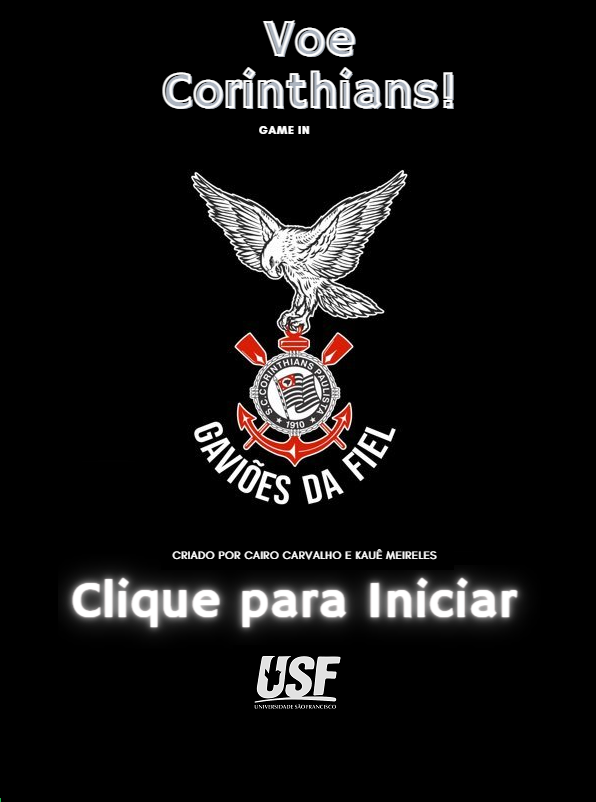 Voe
Corinthians!
GAME IN
S.C. CORINTHIANS PAULISTA
1910
GAVIÕES DA FIEL
CRIADO POR CAIRO CARVALHO E KAUÊ MEIRELES
Clique para Iniciar
USF
UNIVERSIDADE SÃO FRANCISCO